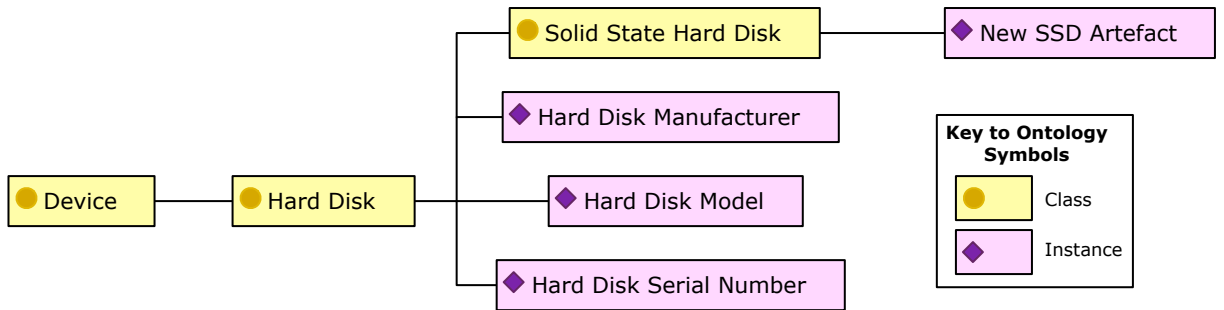 Solid State Hard Disk
New SSD Artefact
Hard Disk Manufacturer
Device
Hard Disk
Hard Disk Model
Hard Disk Serial Number
Key to Ontology
Symbols
Class
Instance